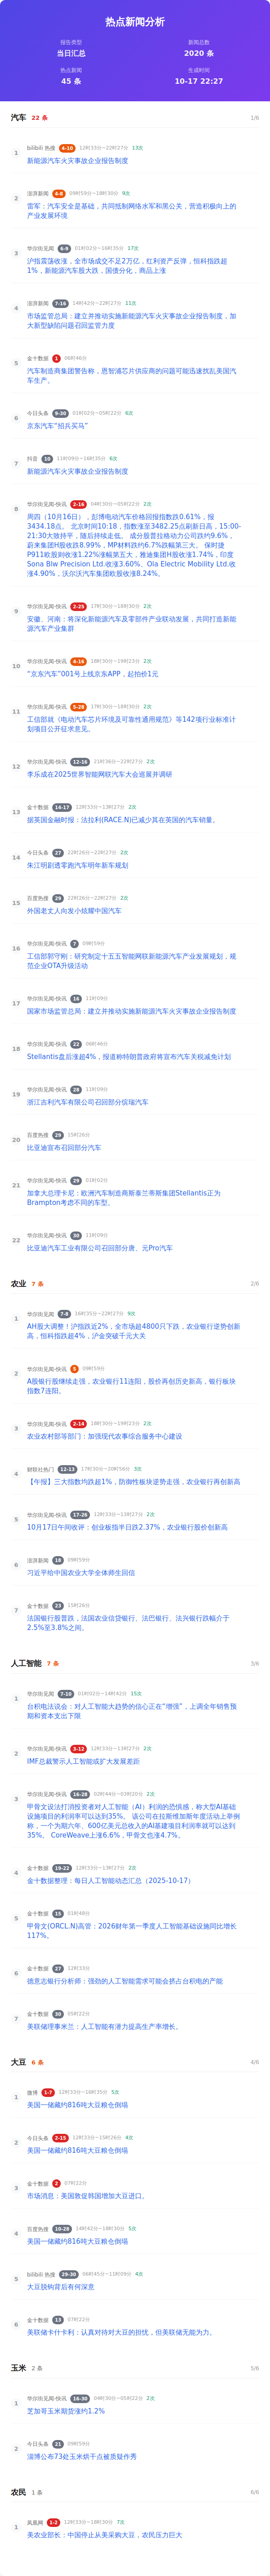 热点新闻分析
报告类型
当日汇总
新闻总数
2020 条
热点新闻
45 条
生成时间
10-17 22:27
汽车 22 条 1/6
1
bilibili 热搜 4-10 12时33分~22时27分 13次
新能源汽车火灾事故企业报告制度
2
澎湃新闻 4-8 09时59分~18时30分 9次
雷军：汽车安全是基础，共同抵制网络水军和黑公关，营造积极向上的
产业发展环境
3
华尔街见闻 6-9 01时02分~16时35分 17次
沪指震荡收涨，全市场成交不足2万亿，红利资产反弹，恒科指跌超
1%，新能源汽车股大跌，国债分化，商品上涨
4
澎湃新闻 7-16 14时42分~22时27分 11次
市场监管总局：建立并推动实施新能源汽车火灾事故企业报告制度，加
大新型缺陷问题召回监管力度
5
金十数据 1 06时46分
汽车制造商集团警告称，恩智浦芯片供应商的问题可能迅速扰乱美国汽
车生产。
6
今日头条 9-30 01时02分~05时22分 6次
京东汽车“招兵买马”
7
抖音 10 11时09分~16时35分 6次
新能源汽车火灾事故企业报告制度
8
华尔街见闻-快讯 2-16 04时30分~05时22分 2次
周四（10月16日），彭博电动汽车价格回报指数跌0.61%，报
3434.18点。 北京时间10:18，指数涨至3482.25点刷新日高，15:00-
21:30大致持平，随后持续走低。 成分股普拉格动力公司跌约9.6%，
蔚来集团H股收跌8.99%，MP材料跌约6.7%跌幅第三大。 保时捷
P911欧股则收涨1.22%涨幅第五大，雅迪集团H股收涨1.74%，印度
Sona Blw Precision Ltd.收涨3.60%、Ola Electric Mobility Ltd.收
涨4.90%，沃尔沃汽车集团欧股收涨8.24%。
9
华尔街见闻-快讯 2-25 17时30分~18时30分 2次
安徽、河南：将深化新能源汽车及零部件产业联动发展，共同打造新能
源汽车产业集群
10
华尔街见闻-快讯 4-16 18时30分~19时23分 2次
“京东汽车”001号上线京东APP，起拍价1元
11
华尔街见闻-快讯 5-28 17时30分~18时30分 2次
工信部就《电动汽车芯片环境及可靠性通用规范》等142项行业标准计
划项目公开征求意见。
12
华尔街见闻-快讯 12-16 21时36分~22时27分 2次
李乐成在2025世界智能网联汽车大会巡展并调研
13
金十数据 14-17 12时33分~13时27分 2次
据英国金融时报：法拉利(RACE.N)已减少其在英国的汽车销量。
14
今日头条 27 22时26分~22时27分 2次
朱江明剧透零跑汽车明年新车规划
15
百度热搜 29 22时26分~22时27分 2次
外国老丈人向发小炫耀中国汽车
16
华尔街见闻-快讯 7 09时59分
工信部郭守刚：研究制定十五五智能网联新能源汽车产业发展规划，规
范企业OTA升级活动
17
华尔街见闻-快讯 16 11时09分
国家市场监管总局：建立并推动实施新能源汽车火灾事故企业报告制度
18
华尔街见闻-快讯 22 06时46分
Stellantis盘后涨超4%，报道称特朗普政府将宣布汽车关税减免计划
19
华尔街见闻-快讯 28 11时09分
浙江吉利汽车有限公司召回部分缤瑞汽车
20
百度热搜 29 15时26分
比亚迪宣布召回部分汽车
21
华尔街见闻-快讯 29 01时02分
加拿大总理卡尼：欧洲汽车制造商斯泰兰蒂斯集团Stellantis正为
Brampton考虑不同的车型。
22
华尔街见闻-快讯 30 11时09分
比亚迪汽车工业有限公司召回部分唐、元Pro汽车
农业 7 条 2/6
1
华尔街见闻 7-8 16时35分~22时27分 9次
AH股大调整！沪指跌近2%，全市场超4800只下跌，农业银行逆势创新
高，恒科指跌超4%，沪金突破千元大关
2
华尔街见闻-快讯 5 09时59分
A股银行股继续走强，农业银行11连阳，股价再创历史新高，银行板块
指数7连阳。
3
华尔街见闻-快讯 2-14 18时30分~19时23分 2次
农业农村部等部门：加强现代农事综合服务中心建设
4
财联社热门 12-13 17时30分~20时56分 3次
【午报】三大指数均跌超1%，防御性板块逆势走强，农业银行再创新高
5
华尔街见闻-快讯 17-26 12时33分~13时27分 2次
10月17日午间收评：创业板指半日跌2.37%，农业银行股价创新高
6
澎湃新闻 18 09时59分
习近平给中国农业大学全体师生回信
7
金十数据 23 15时26分
法国银行股普跌，法国农业信贷银行、法巴银行、法兴银行跌幅介于
2.5%至3.8%之间。
人工智能 7 条 3/6
1
华尔街见闻 7-10 01时02分~14时42分 15次
台积电法说会：对人工智能大趋势的信心正在“增强”，上调全年销售预
期和资本支出下限
2
华尔街见闻-快讯 3-12 12时33分~13时27分 2次
IMF总裁警示人工智能或扩大发展差距
3
华尔街见闻-快讯 16-28 02时44分~03时20分 2次
甲骨文设法打消投资者对人工智能（AI）利润的恐惧感，称大型AI基础
设施项目的利润率可以达到35%。 该公司在拉斯维加斯年度活动上举例
称，一个为期六年、600亿美元总收入的AI基建项目利润率就可以达到
35%。 CoreWeave上涨6.6%，甲骨文也涨4.7%。
4
金十数据 19-22 12时33分~13时27分 2次
金十数据整理：每日人工智能动态汇总（2025-10-17）
5
金十数据 15 01时48分
甲骨文(ORCL.N)高管：2026财年第一季度人工智能基础设施同比增长
117%。
6
金十数据 27 12时33分
德意志银行分析师：强劲的人工智能需求可能会挤占台积电的产能
7
金十数据 30 05时22分
美联储理事米兰：人工智能有潜力提高生产率增长。
大豆 6 条 4/6
1
微博 1-7 12时33分~16时35分 5次
美国一储藏约816吨大豆粮仓倒塌
2
今日头条 2-15 12时33分~15时26分 4次
美国一储藏约816吨大豆粮仓倒塌
3
金十数据 2 07时22分
市场消息：美国敦促韩国增加大豆进口。
4
百度热搜 10-28 14时42分~18时30分 5次
美国一储藏约816吨大豆粮仓倒塌
5
bilibili 热搜 29-30 06时45分~11时09分 4次
大豆脱钩背后有何深意
6
金十数据 13 07时22分
美联储卡什卡利：认真对待对大豆的担忧，但美联储无能为力。
玉米 2 条 5/6
1
华尔街见闻-快讯 16-30 04时30分~05时22分 2次
芝加哥玉米期货涨约1.2%
2
今日头条 21 09时59分
淄博公布73处玉米烘干点被质疑作秀
农民 1 条 6/6
1
凤凰网 1-2 12时33分~18时30分 7次
美农业部长：中国停止从美采购大豆，农民压力巨大